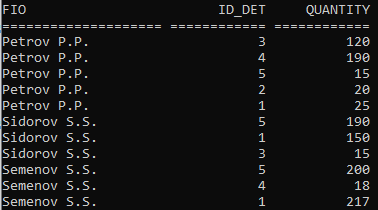 FIO ID_DET QUANTITY
==================== ============ ============
Petrov P.P. 3 120
Petrov P.P. 4 190
Petrov P.P. 5 15
Petrov P.P. 2 20
Petrov P.P. 1 25
Sidorov S.S. 5 190
Sidorov S.S. 1 150
Sidorov S.S. 3 15
Semenov S.S. 5 200
Semenov S.S. 4 18
Semenov S.S. 1 217